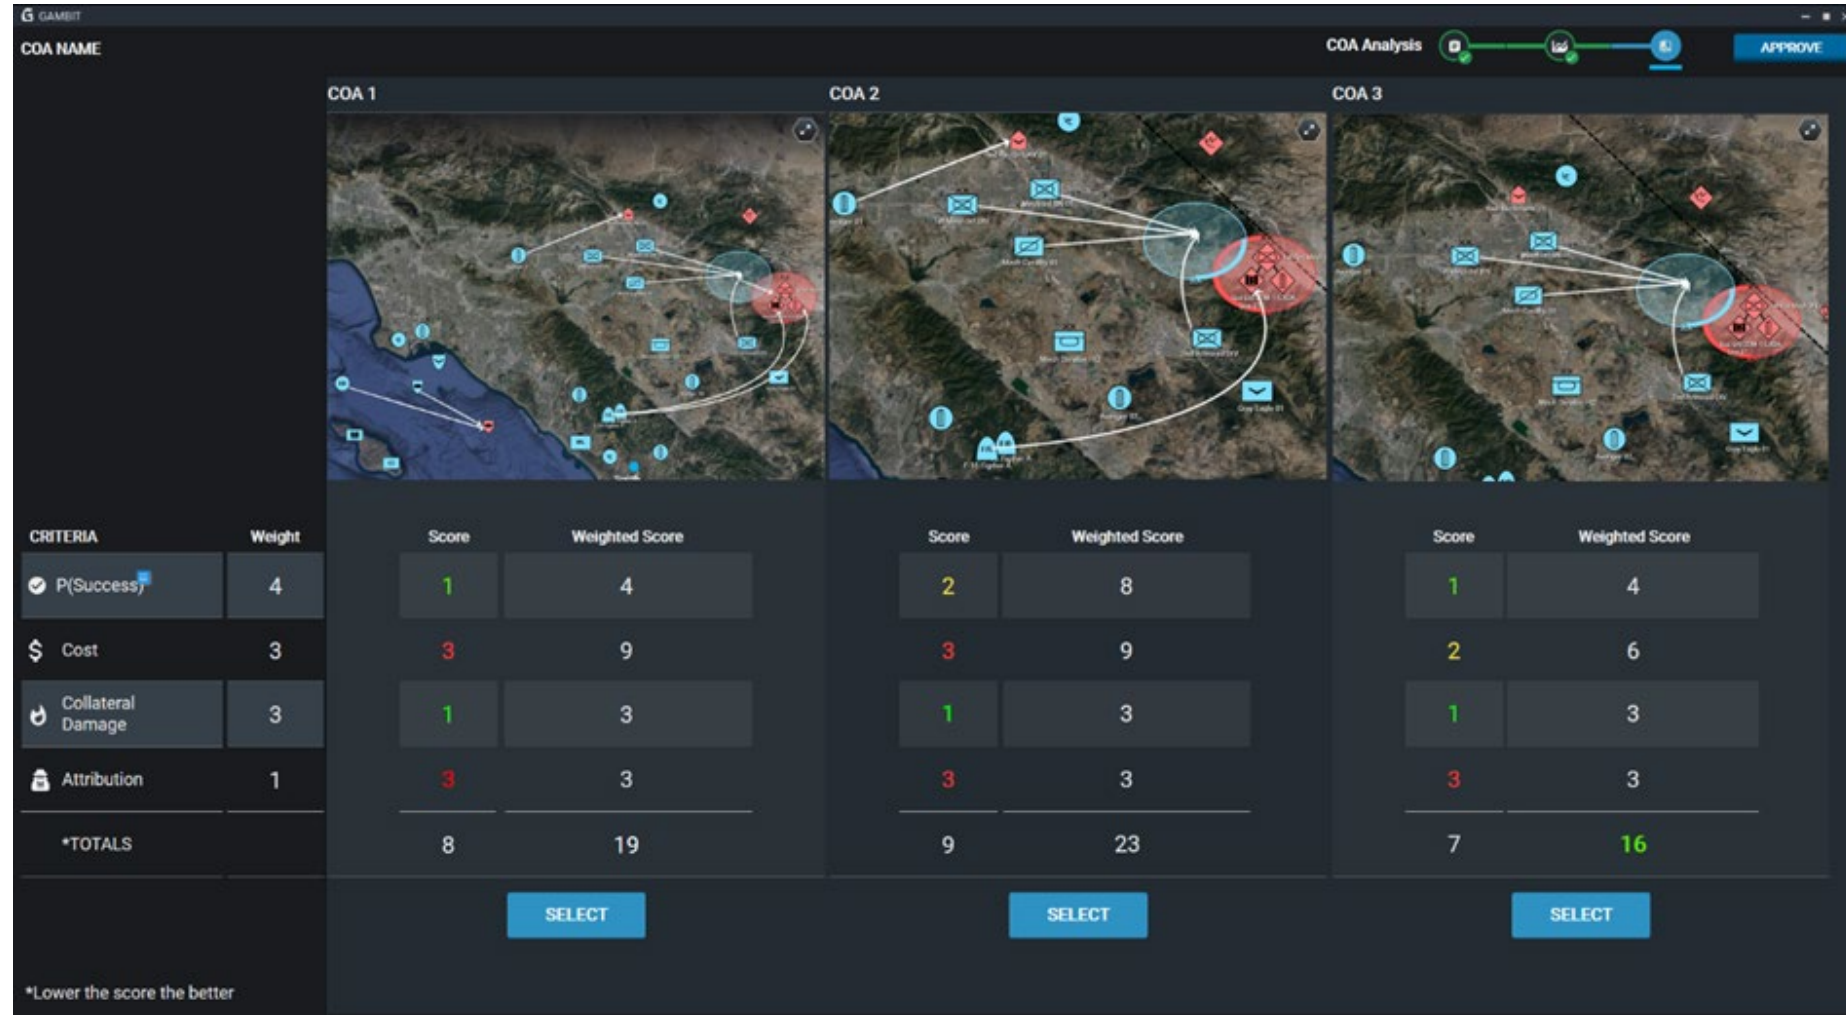 GAMBIT
COA NAME
COA Analysis
APPROVE
COA 1
COA 2
COA 3
CRITERIA Weight Score Weighted Score Score Weighted Score Score Weighted Score
P(Success) 4 1 4 2 8 1 4
$ Cost 3 3 9 3 9 2 6
Collateral
Damage 3 1 3 1 3 1 3
Attribution 1 3 3 3 3 3 3
*TOTALS 8 19 9 23 7 16
SELECT SELECT SELECT
*Lower the score the better